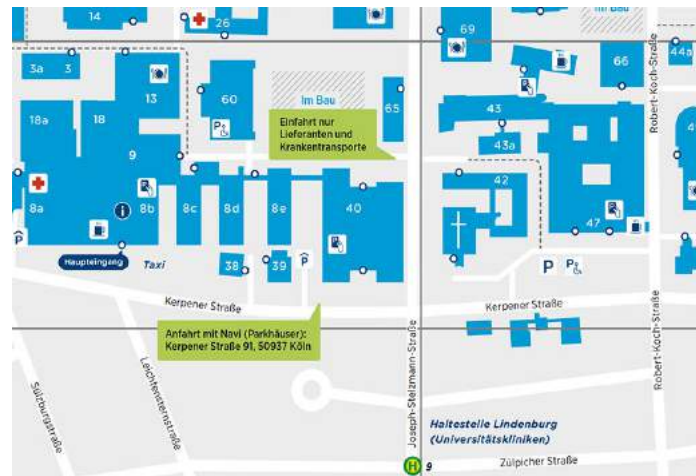 14
26
Im Bau
69
66
44a
3a
3
13
60
Im Bau
65
18a
18
43
Einfahrt nur
Lieferanten und
Krankentransporte
43a
9
42
8a
8b
8c
8d
8e
40
47
Haupteingang
Taxi
38
39
P
P
P
P
P
Kerpener Straße
Kerpener Straße
Anfahrt mit Navi (Parkhäuser):
Kerpener Straße 91, 50937 Köln
Sülzburgstraße
Leichtensternstraße
Joseph-Stelzmann-Straße
Robert-Koch-Straße
Robert-Koch-Straße
Haltestelle Lindenburg
(Universitätskliniken)
H 9
Zülpicher Straße